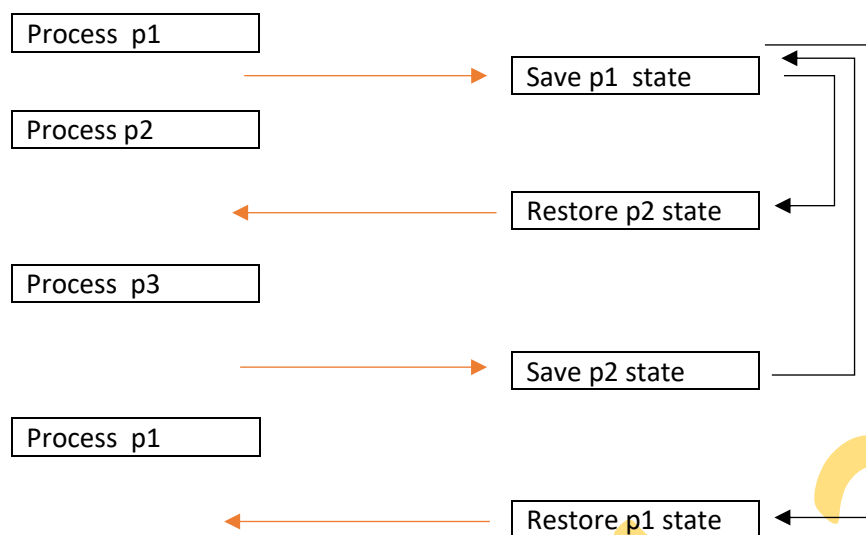 Process p1
Save p1 state
Process p2
Restore p2 state
Process p3
Save p2 state
Process p1
Restore p1 state